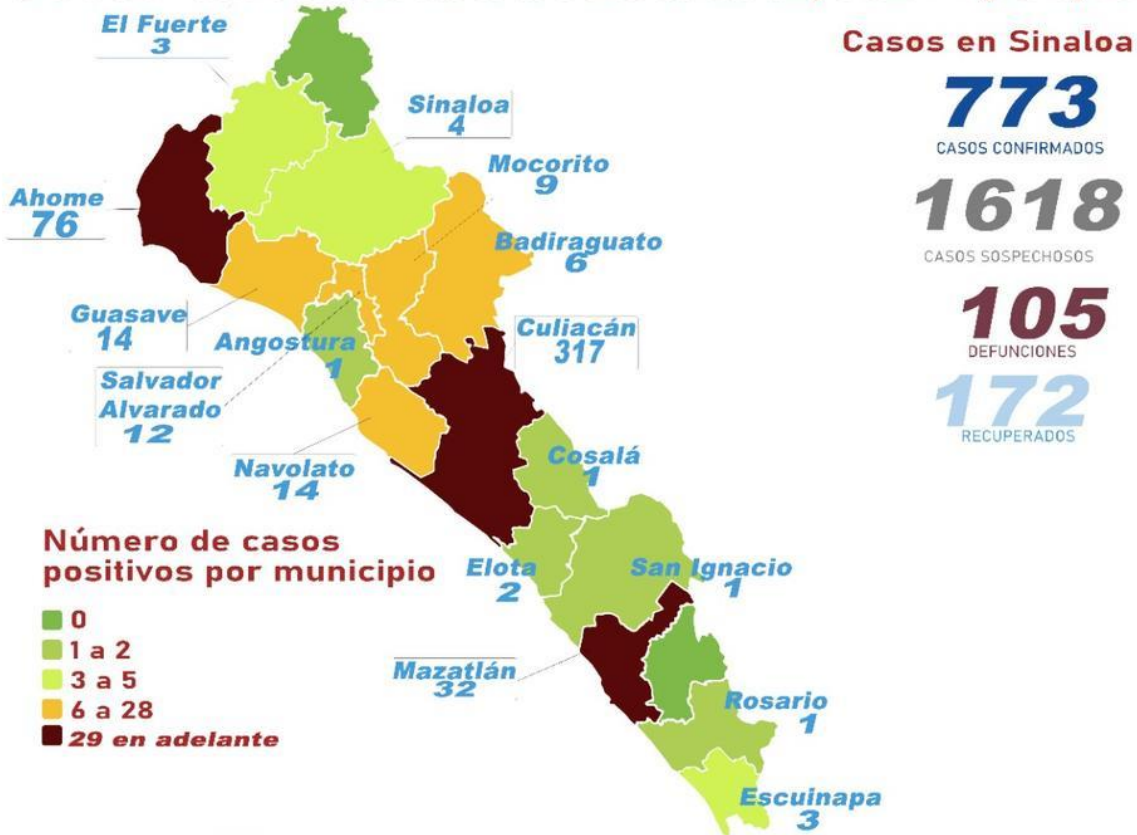 El Fuerte
3
Sinaloa
4
Mocorito
9
Ahome
76
Badiraguato
6
Guasave
14
Angostura
1
Culiacán
317
Salvador
Alvarado
12
Navolato
14
Cosalá
1
Elota
2
San Ignacio
1
Mazatlán
32
Rosario
1
Escuinapa
3
Casos en Sinaloa
773
CASOS CONFIRMADOS
1618
CASOS SOSPECHOSOS
105
DEFUNCIONES
172
RECUPERADOS
Número de casos
positivos por municipio
0
1 a 2
3 a 5
6 a 28
29 en adelante